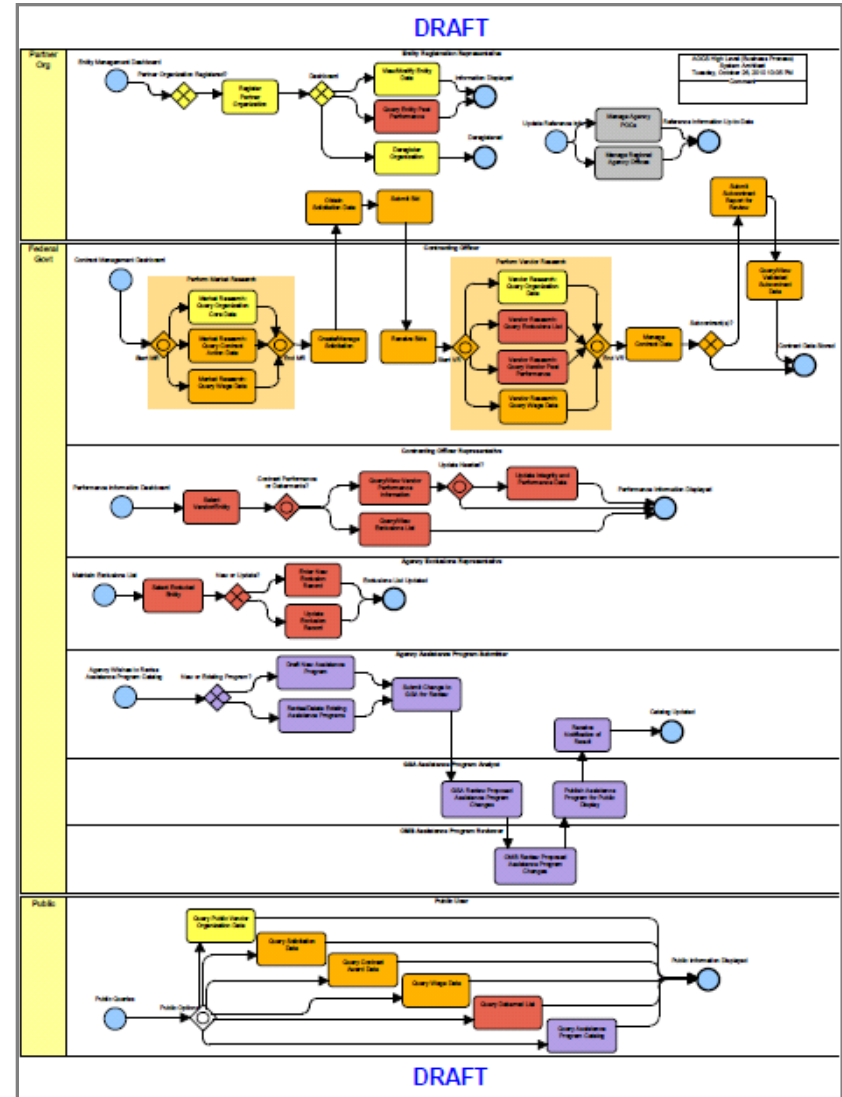 DRAFT
Partner
Org
Entity Registration Representative
Entity Management Dashboard
Partner Organization Registered?
Register
Partner
Organization
Dashboard
View/Modify Entity
Data
Query Entity Past
Performance
Deregister
Organization
Information Displayed
Deregistered
System Architect
Tuesday, October 26, 2010
Comment
Update Reference Info
Manage Agency
POCs
Manage Regional
Agency Offices
Reference Information Up-to-Date
Obtain
Solicitation Data
Submit Bid
Submit
Subcontract
Report for
Review
Federal
Govt
Contracting Officer
Contract Management Dashboard
Perform Market Research
Market Research:
Query Organization
Core Data
Market Research:
Query Contract
Action Data
Market Research:
Query Wage Data
Start MR
End MR
Create/Manage
Solicitation
Receive Bids
Perform Vendor Research
Vendor Research:
Query Organization
Data
Vendor Research:
Query Exclusions List
Vendor Research:
Query Vendor Past
Performance
Vendor Research:
Query Wage Data
Start VR
End VR
Manage
Contract Data
Subcontract(s)?
Query/View
Validated
Subcontract
Data
Contract Data Stored
Contracting Officer Representative
Performance Information Dashboard
Select
Vendor/Entity
Contract Performance
or Debarments?
Query/View Vendor
Performance
Information
Query/View
Exclusions List
Update Needed?
Update Integrity and
Performance Data
Performance Information Displayed
Agency Exclusions Representative
Maintain Exclusions List
Select Excluded
Entity
New or Update?
Enter New
Exclusion
Record
Update
Exclusion
Record
Exclusions List Updated
Agency Assistance Program Submitter
Agency Wishes to Revise
Assistance Program Catalog
New or Existing Program?
Draft New Assistance
Program
Revise/Delete Existing
Assistance Programs
Submit Change to
GSA for Review
Receive
Notification of
Result
Catalog Updated
GSA Assistance Program Analyst
GSA Review Proposed
Assistance Program
Changes
Publish Assistance
Program for Public
Display
OMB Assistance Program Reviewer
OMB Review Proposed
Assistance Program
Changes
Public
Public User
Public Queries
Public Options
Query Public Vendor
Organization Data
Query Solicitation
Data
Query Contract
Award Data
Query Wage Data
Query Debarred List
Query Assistance
Program Catalog
Public Information Displayed
DRAFT